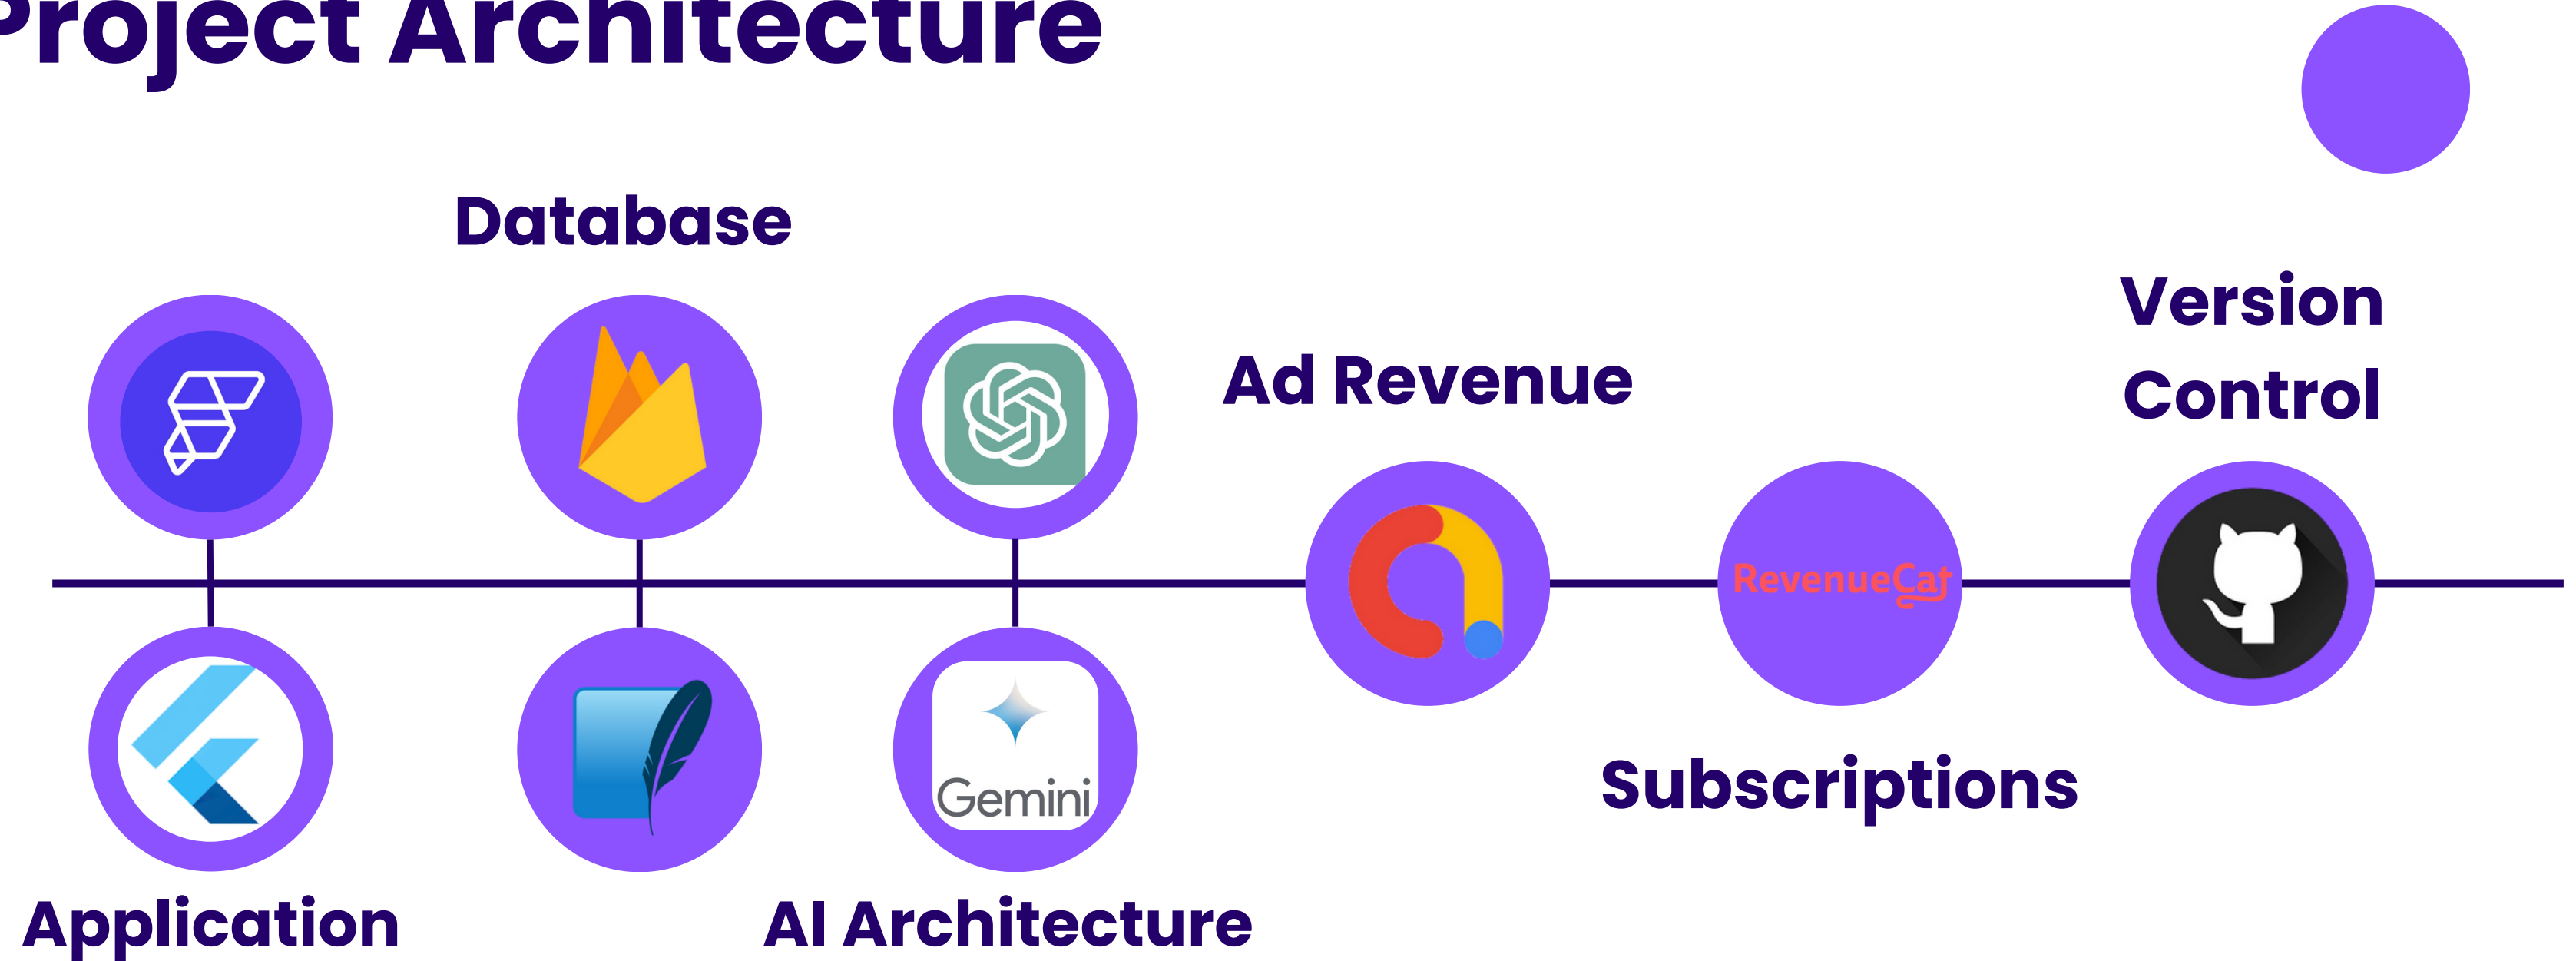 Project Architecture
Database
Version
Control
Ad Revenue
RevenueCat
Gemini
Subscriptions
Application
AI Architecture